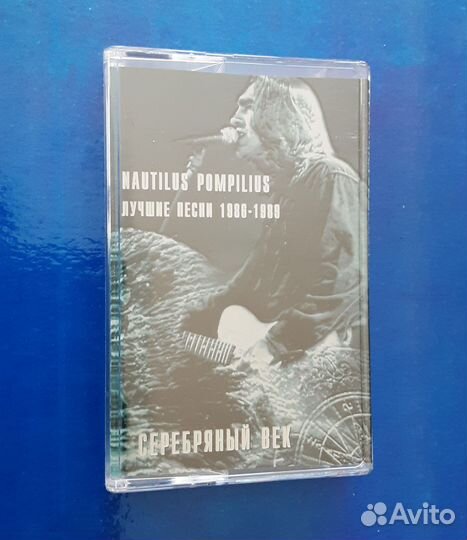 NAUTILUS POMPILIUS
ЛУЧШИЕ ПЕСНИ 1986-1989
СЕРЕБРЯНЫЙ ВЕК
Avito